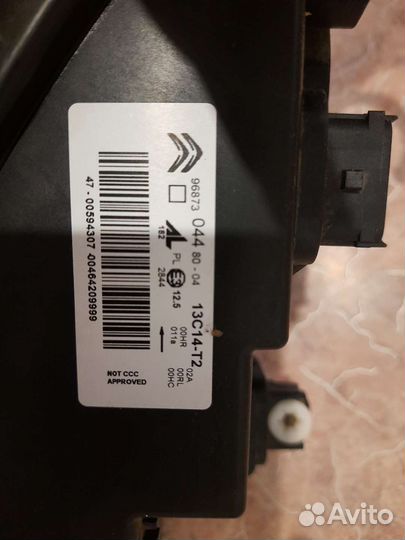 96873 044 80 - 04 13C14-T2
AL PL E3 12.5 02A
182 2844 00HR 00RL
011a 00HC
47 - 00594307 -00464209999
NOT CCC
APPROVED
Avito